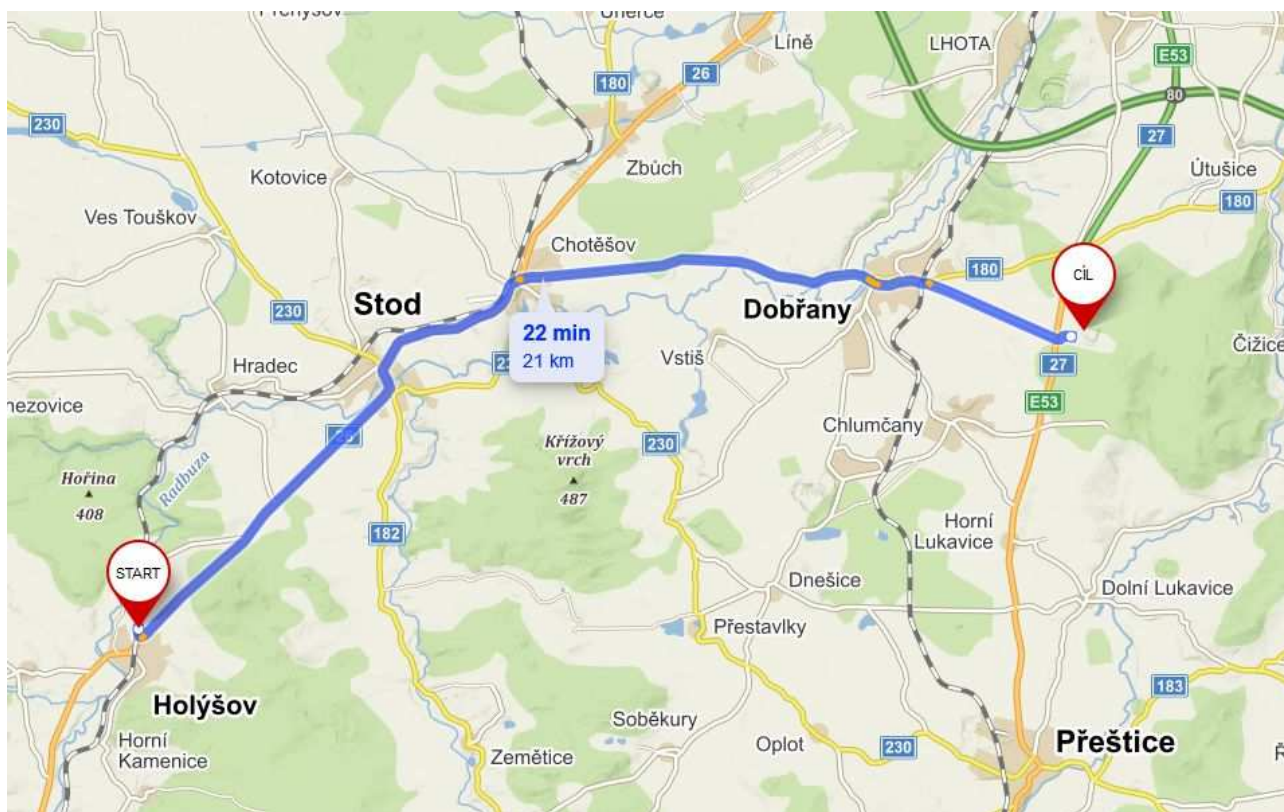 Úherce
Líně
LHOTA
E53
26
180
80
230
27
Zbůch
Kotovice
Útušice
Ves Touškov
180
Chotěšov
180
CÍL
230
Stod
Dobřany
22 min
21 km
Vstiš
Čižice
Hradec
27
E53
Chlumčany
230
Křížový
vrch
487
Hořina
408
Radbuza
182
Horní
Lukavice
START
Dnešice
Dolní Lukavice
Přestavlky
183
Holýšov
Soběkury
Oplot
230
Přeštice
Horní
Kamenice
Zemětice